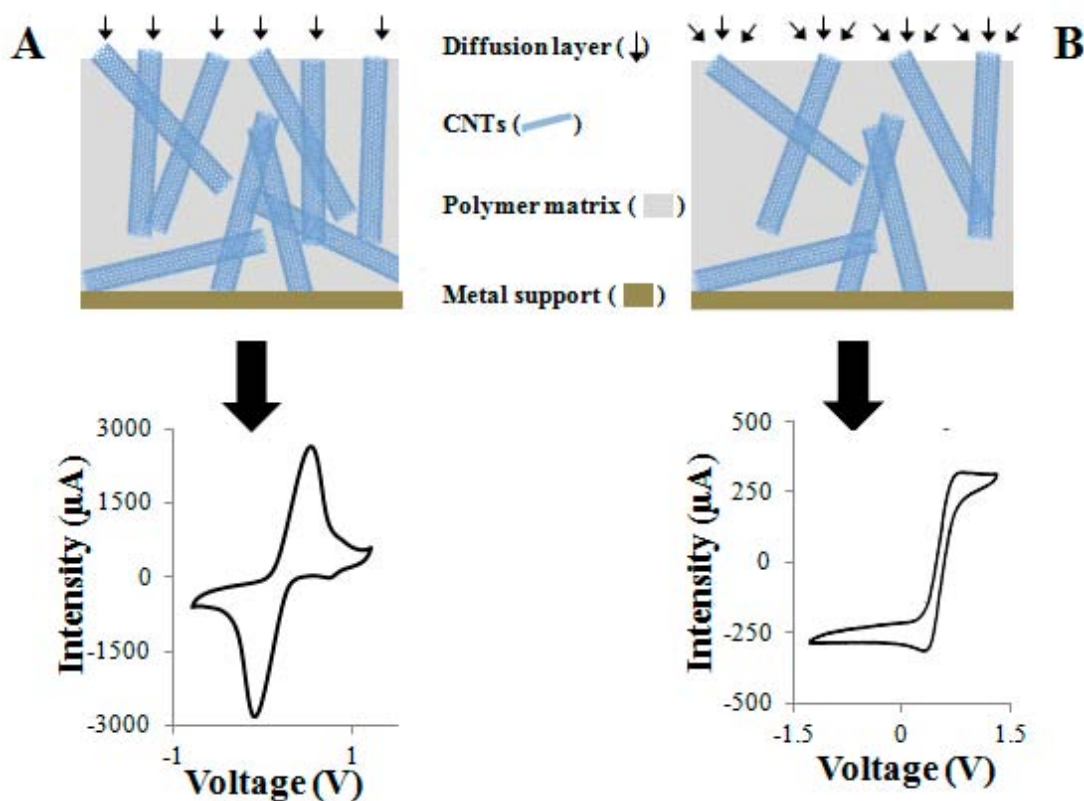 A
Diffusion layer ( )
CNTs ( )
Polymer matrix ( )
Metal support ( )
B
3000
1500
0
-1500
-3000
Intensity (µA)
-1
1
Voltage (V)
500
250
0
-250
-500
Intensity (µA)
-1.5
0
1.5
Voltage (V)